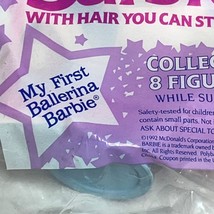 WITH HAIR YOU CAN ST
COLLEC
8 FIGU
WHILE SU
My First
Ballerina
Barbie®
Safety-tested for children
contain small parts. Not
ASK ABOUT SPECIAL TO
©1992 McDonald's Corporation
BARBIE is a trademark owned
Inc. All Rights Reserved. Polyb
China. Coupon printed in